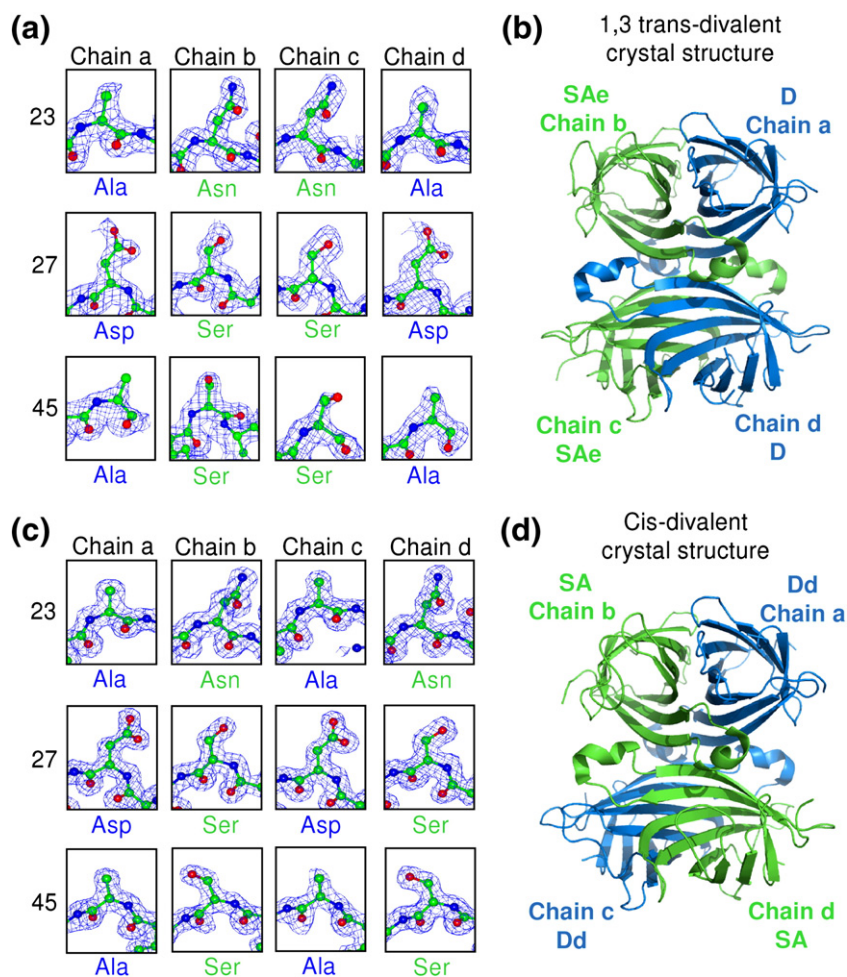 (a)
Chain a Chain b Chain c Chain d
23
Ala Asn Asn Ala
27
Asp Ser Ser Asp
45
Ala Ser Ser Ala
(b)
1,3 trans-divalent
crystal structure
SAe
Chain b
D
Chain a
Chain c
SAe
Chain d
D
(c)
Chain a Chain b Chain c Chain d
23
Ala Asn Ala Asn
27
Asp Ser Asp Ser
45
Ala Ser Ala Ser
(d)
Cis-divalent
crystal structure
SA
Chain b
Dd
Chain a
Chain c
Dd
Chain d
SA